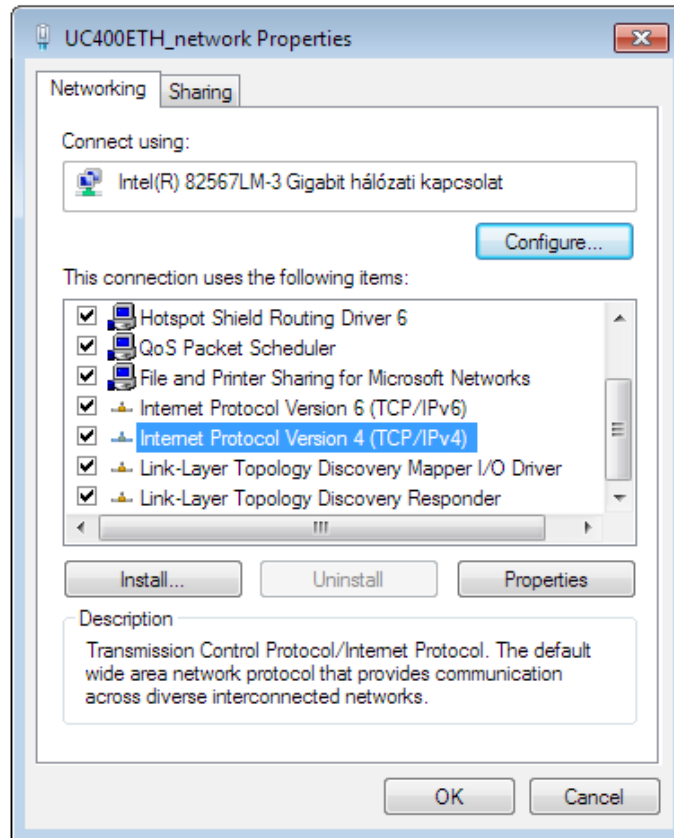 UC400ETH_network Properties
Networking
Sharing
Connect using:
Intel(R) 82567LM-3 Gigabit hálózati kapcsolat
Configure...
This connection uses the following items:
Hotspot Shield Routing Driver 6
QoS Packet Scheduler
File and Printer Sharing for Microsoft Networks
Internet Protocol Version 6 (TCP/IPv6)
Internet Protocol Version 4 (TCP/IPv4)
Link-Layer Topology Discovery Mapper I/O Driver
Link-Layer Topology Discovery Responder
Install...
Uninstall
Properties
Description
Transmission Control Protocol/Internet Protocol. The default
wide area network protocol that provides communication
across diverse interconnected networks.
OK
Cancel